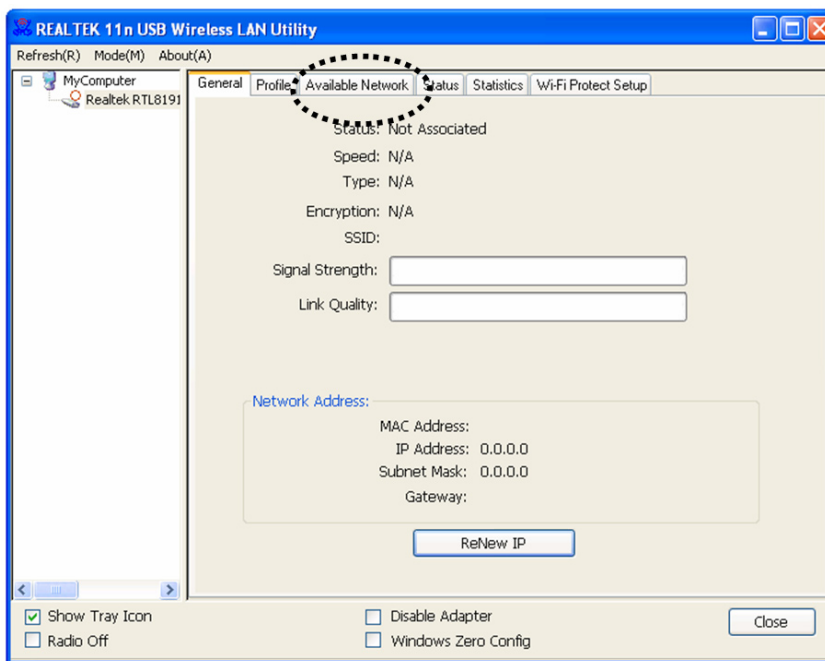 REALTEK 11n USB Wireless LAN Utility
Refresh(R) Mode(M) About(A)
MyComputer
Realtek RTL8191
General Profile Available Network Status Statistics Wi-Fi Protect Setup
Status: Not Associated
Speed: N/A
Type: N/A
Encryption: N/A
SSID:
Signal Strength:
Link Quality:
Network Address:
MAC Address:
IP Address: 0.0.0.0
Subnet Mask: 0.0.0.0
Gateway:
ReNew IP
Show Tray Icon Disable Adapter Close
Radio Off Windows Zero Config